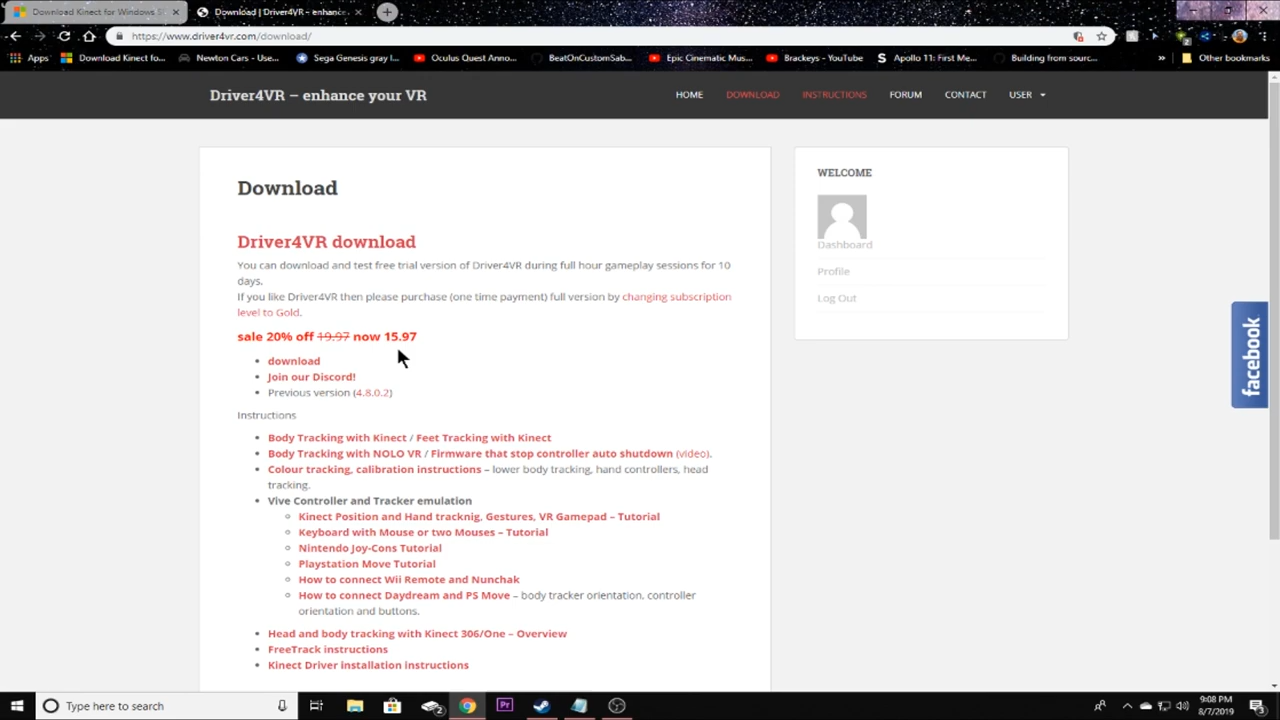 Download Kinect for Windows S
Download | Driver4VR – enhance
https://www.driver4vr.com/download/
Apps
Download Kinect fo...
Newton Cars - Use...
Sega Genesis gray l...
Oculus Quest Anno...
BeatOnCustomSab...
Epic Cinematic Mus...
Brackeys - YouTube
Apollo 11: First Me...
Building from sourc...
»
Other bookmarks
Driver4VR – enhance your VR
HOME
DOWNLOAD
INSTRUCTIONS
FORUM
CONTACT
USER
Download
Driver4VR download
You can download and test free trial version of Driver4VR during full hour gameplay sessions for 10
days.
If you like Driver4VR then please purchase (one time payment) full version by changing subscription
level to Gold.
sale 20% off 19.97 now 15.97
download
Join our Discord!
Previous version (4.8.0.2)
Instructions
Body Tracking with Kinect / Feet Tracking with Kinect
Body Tracking with NOLO VR / Firmware that stop controller auto shutdown (video).
Colour tracking, calibration instructions – lower body tracking, hand controllers, head
tracking.
Vive Controller and Tracker emulation
Kinect Position and Hand tracknig, Gestures, VR Gamepad – Tutorial
Keyboard with Mouse or two Mouses – Tutorial
Nintendo Joy-Cons Tutorial
Playstation Move Tutorial
How to connect Wii Remote and Nunchak
How to connect Daydream and PS Move – body tracker orientation, controller
orientation and buttons.
Head and body tracking with Kinect 306/One – Overview
FreeTrack instructions
Kinect Driver installation instructions
WELCOME
Dashboard
Profile
Log Out
facebook
Type here to search
2
Pr
9:08 PM
8/7/2019
3